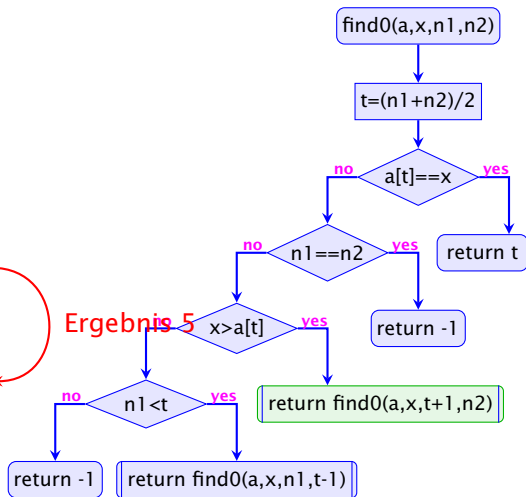 find0(a,x,n1,n2)
t=(n1+n2)/2
a[t]==x
no
yes
return t
n1==n2
no
yes
return -1
Ergebnis 5
x>a[t]
no
yes
return find0(a,x,t+1,n2)
n1<t
no
yes
return -1
return find0(a,x,n1,t-1)